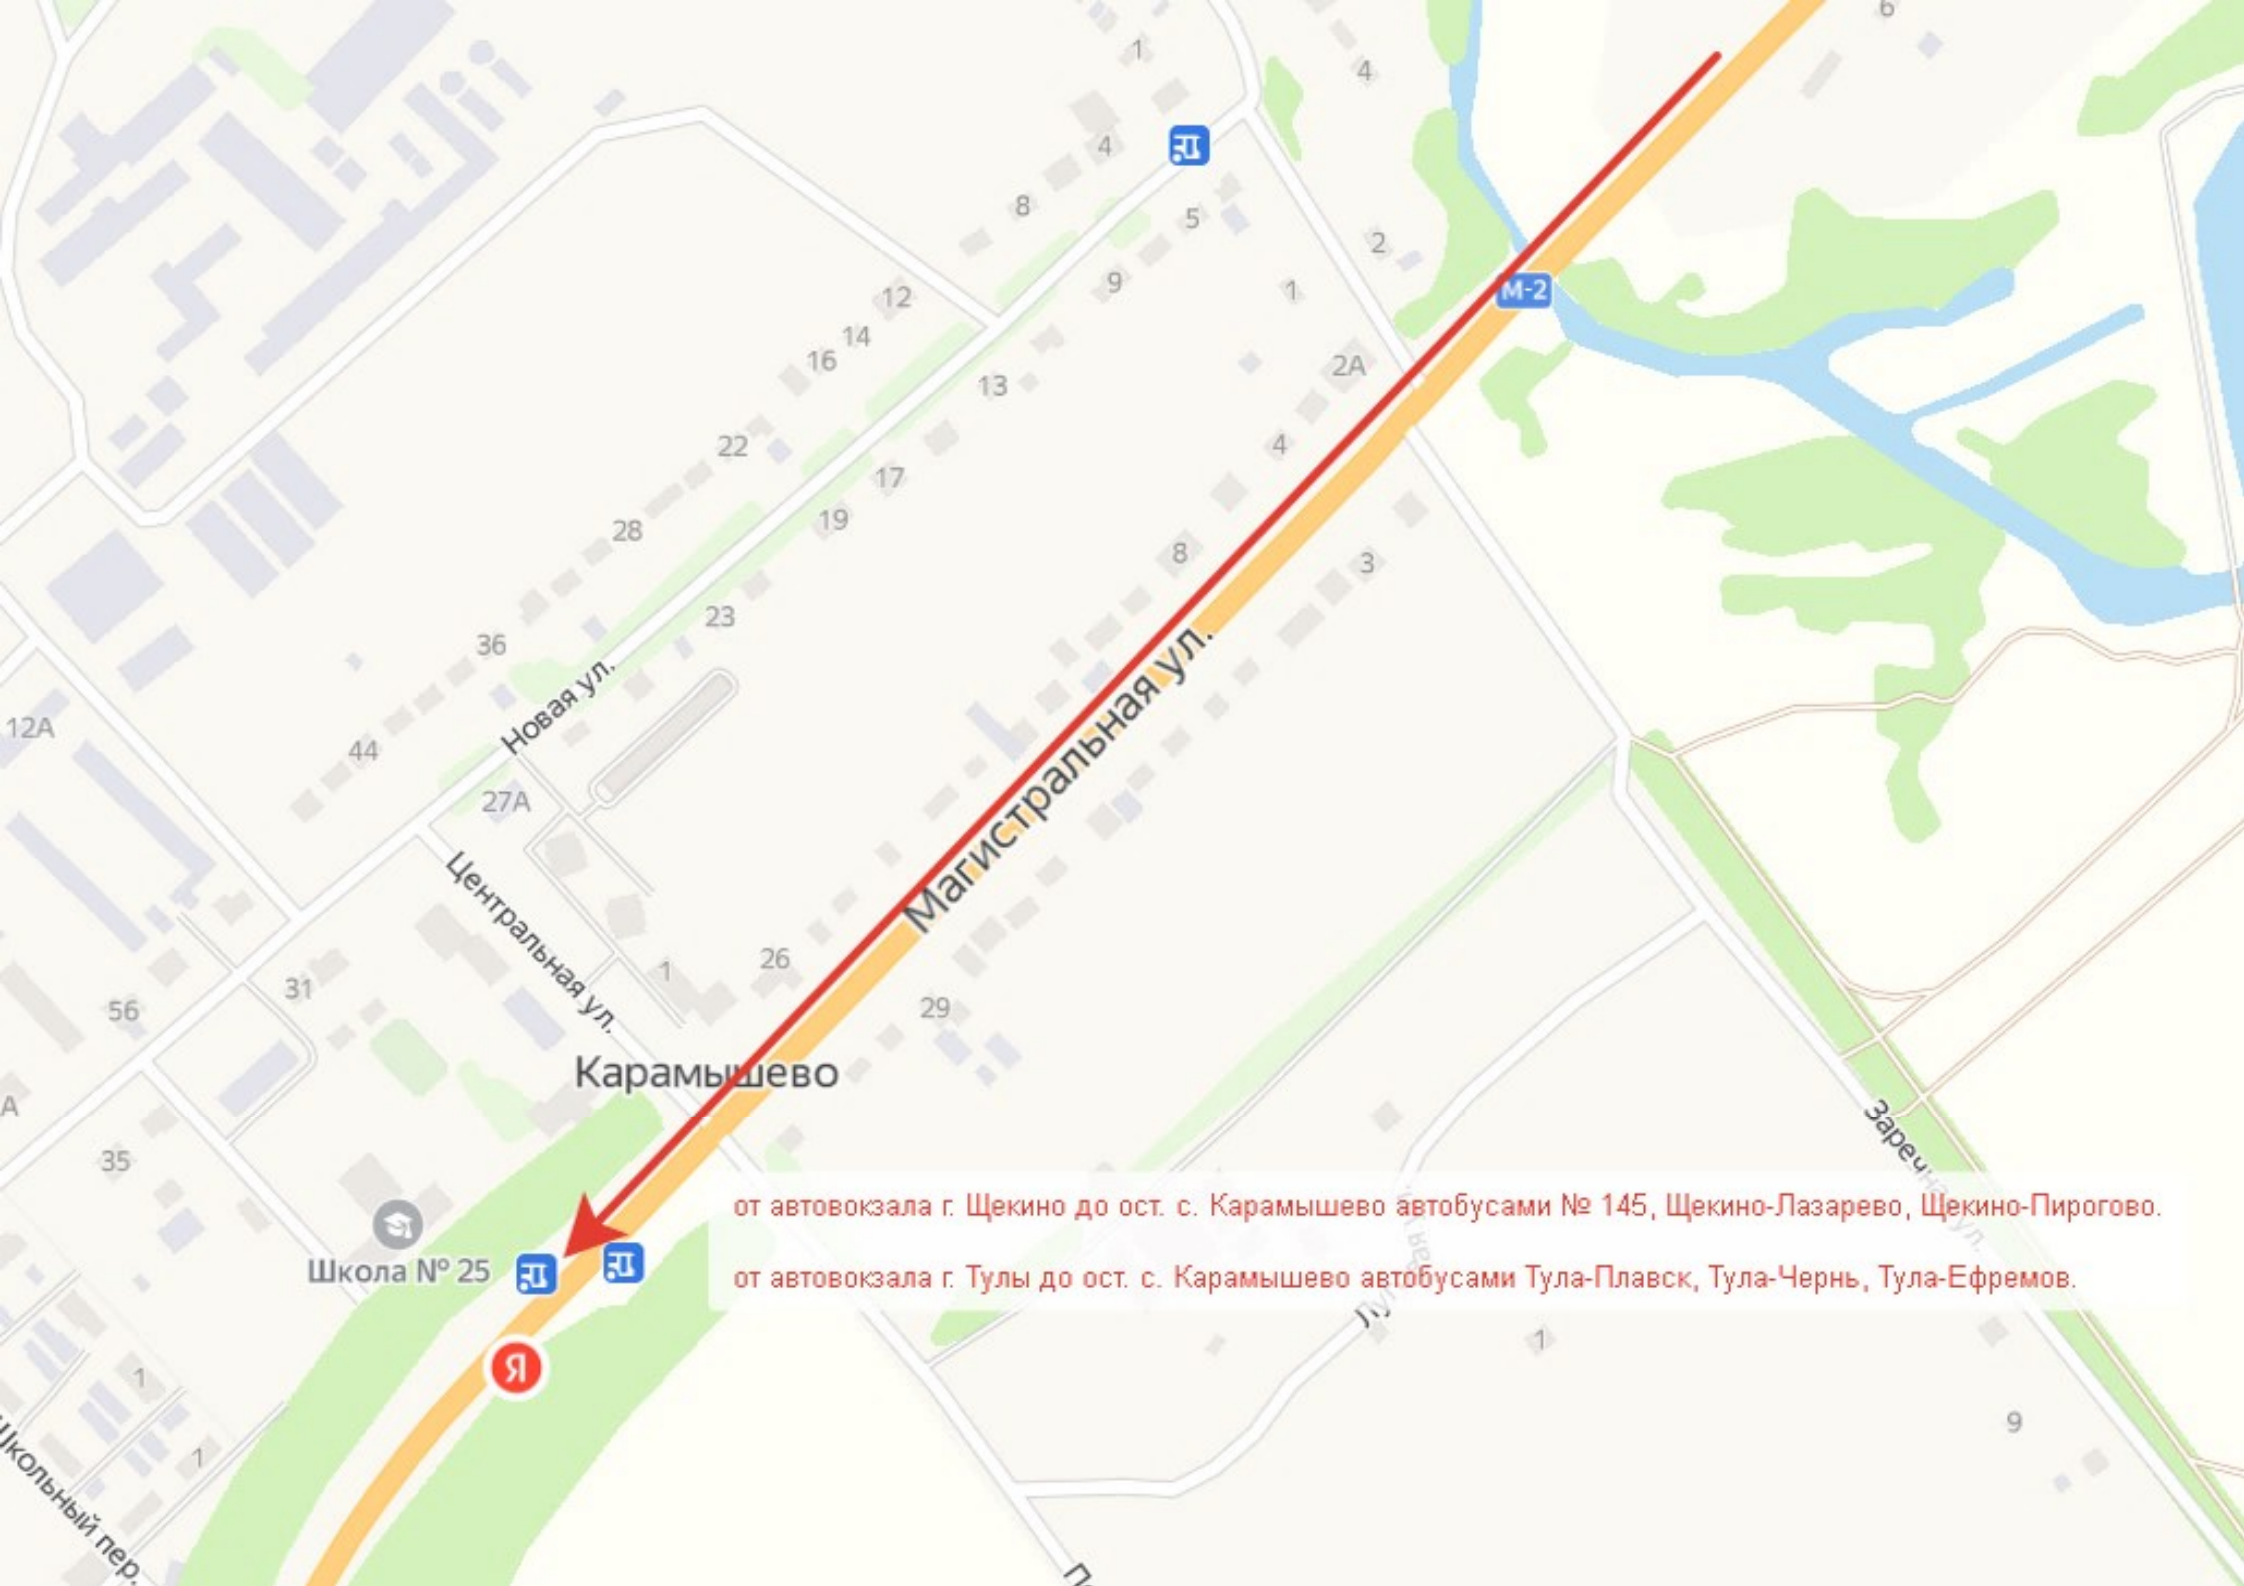 6
1
4
4
8
5
2
1
9
М-2
12
14
16
2А
13
4
22
17
19
28
8
3
23
36
Магистральная ул.
Новая ул.
12А
44
27А
Центральная ул.
26
1
31
56
29
Карамышево
А
Заречная ул.
35
от автовокзала г. Щекино до ост. с. Карамышево автобусами № 145, Щекино-Лазарево, Щекино-Пирогово.
Школа № 25
от автовокзала г. Тулы до ост. с. Карамышево автобусами Тула-Плавск, Тула-Чернь, Тула-Ефремов.
1
Я
1
9
1
Школьный пер.